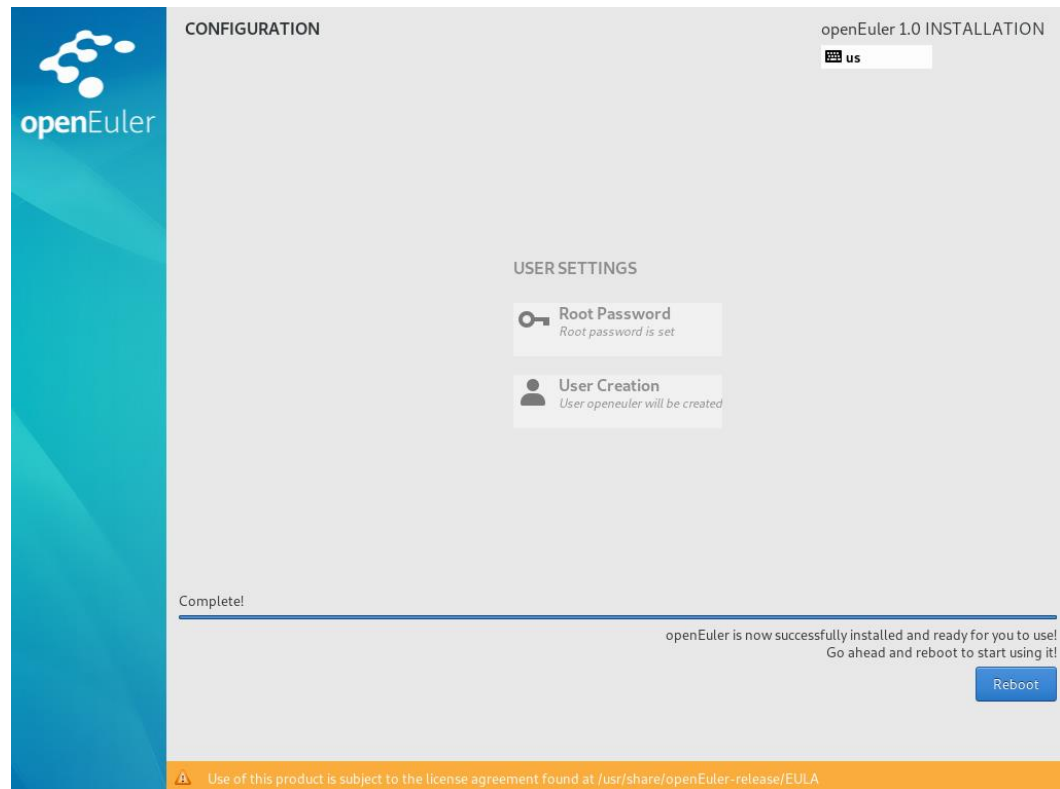 openEuler
CONFIGURATION
openEuler 1.0 INSTALLATION
us
USER SETTINGS
Root Password
Root password is set
User Creation
User openeuler will be created
Complete!
openEuler is now successfully installed and ready for you to use!
Go ahead and reboot to start using it!
Reboot
Use of this product is subject to the license agreement found at /usr/share/openEuler-release/EULA